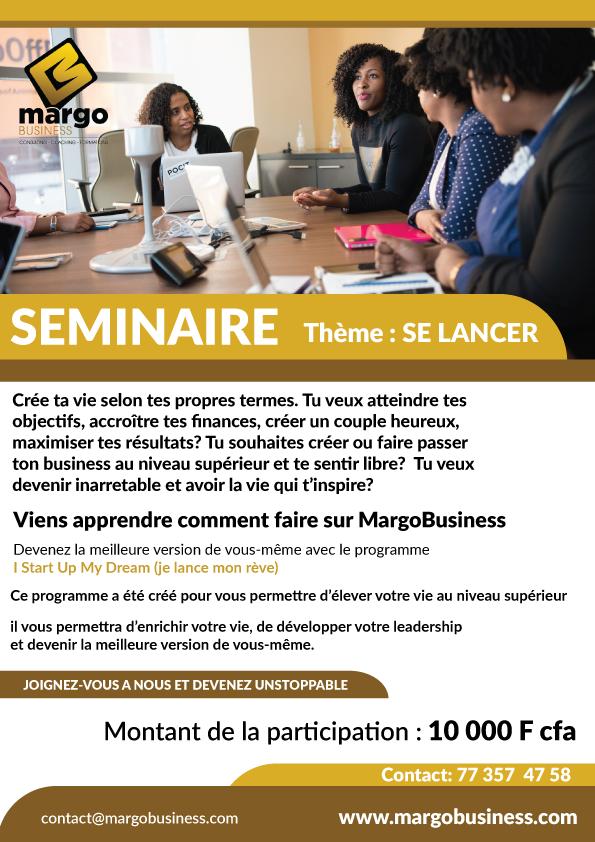 margo
BUSINESS
SEMINAIRE Thème : SE LANCER
Crée ta vie selon tes propres termes. Tu veux atteindre tes
objectifs, accroître tes finances, créer un couple heureux,
maximiser tes résultats? Tu souhaites créer ou faire passer
ton business au niveau supérieur et te sentir libre? Tu veux
devenir inarretable et avoir la vie qui t'inspire?
Viens apprendre comment faire sur MargoBusiness
Devenez la meilleure version de vous-même avec le programme
I Start Up My Dream (je lance mon rêve)
Ce programme a été créé pour vous permettre d'élever votre vie au niveau supérieur
il vous permettra d'enrichir votre vie, de développer votre leadership
et devenir la meilleure version de vous-même.
JOIGNEZ-VOUS A NOUS ET DEVENEZ UNSTOPPABLE
Montant de la participation : 10 000 F cfa
Contact: 77 357 47 58
contact@margobusiness.com
www.margobusiness.com